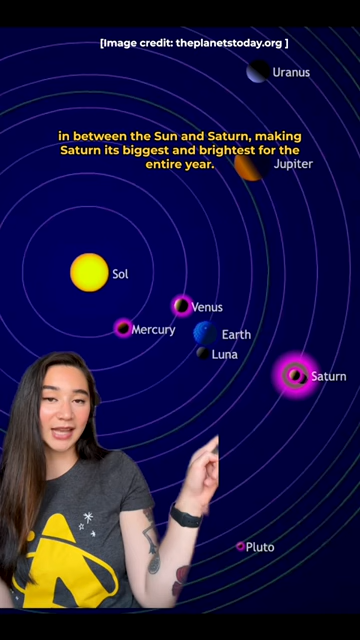 [Image credit: theplanetstoday.org ]
Uranus
in between the Sun and Saturn, making
Saturn its biggest and brightest for the
entire year.
Jupiter
Sol
Venus
Mercury
Earth
Luna
Saturn
Pluto